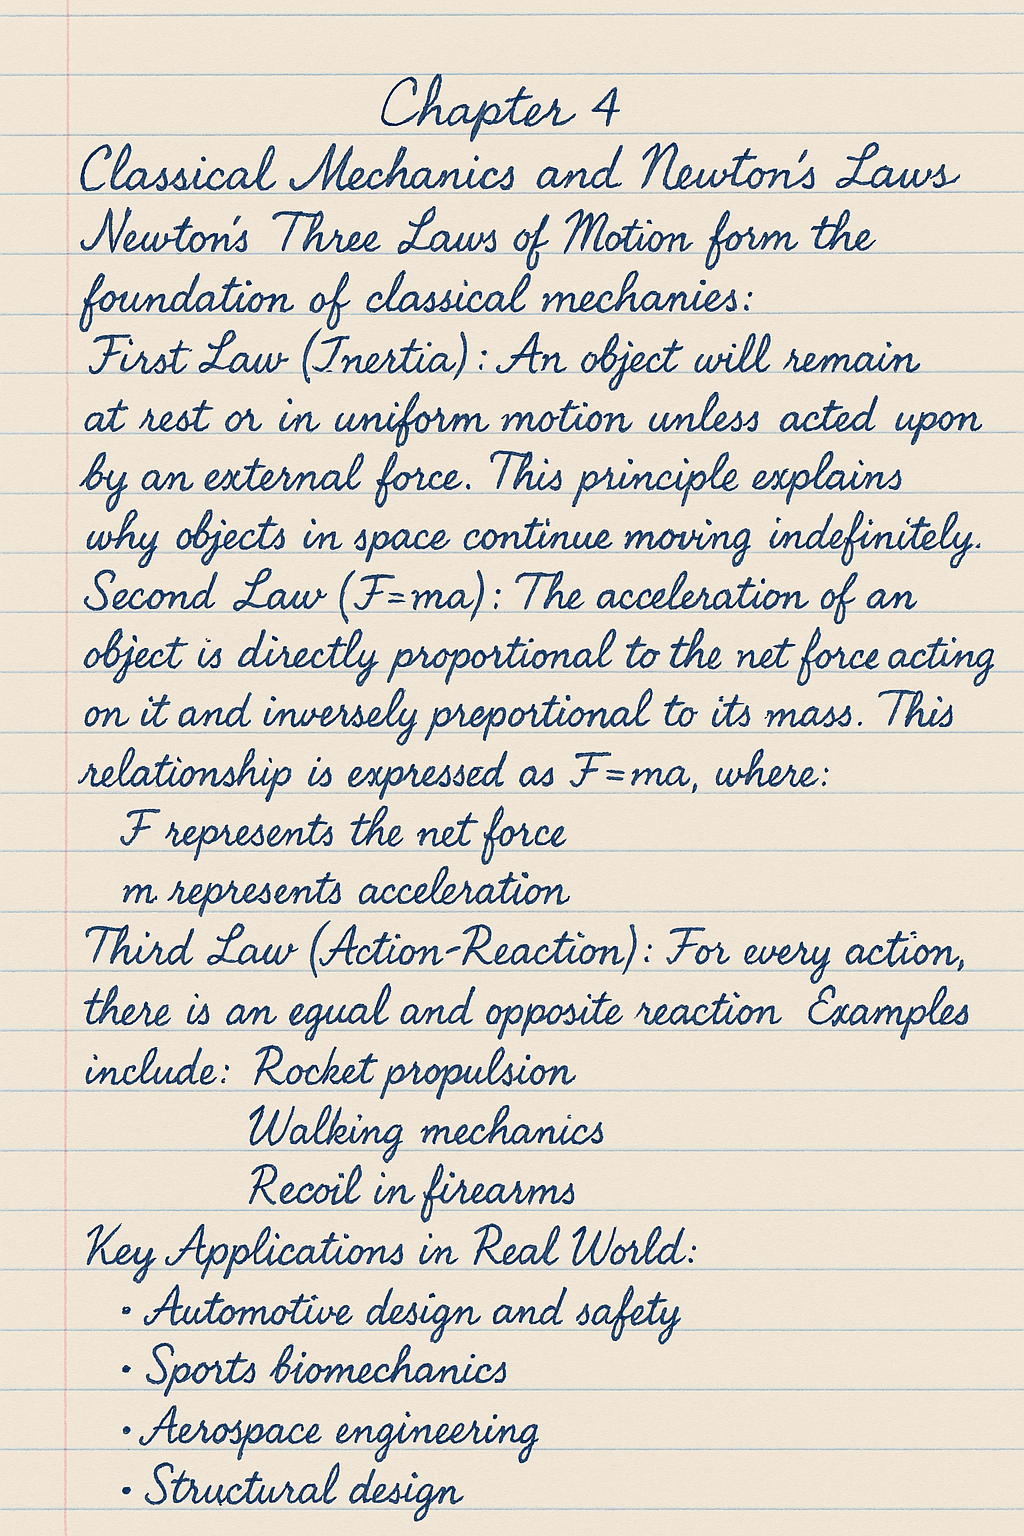 Chapter 4
Classical Mechanics and Newton's Laws
Newton's Three Laws of Motion form the
foundation of classical mechanies:
First Law (Inertia): An object will remain
at rest or in uniform motion unless acted upon
by an external force. This principle explains
why objects in space continue moving indefinitely.
Second Law (F=ma): The acceleration of an
object is directly proportional to the net force acting
on it and inversely preportional to its mass. This
relationship is expressed as F=ma, where:
F represents the net force
m represents acceleration
Third Law (Action-Reaction): For every action,
there is an equal and opposite reaction Examples
include: Rocket propulsion
Walking mechanics
Recoil in firearms
Key Applications in Real World:
• Automotive design and safety
• Sports biomechanics
• Aerospace engineering
• Structural design